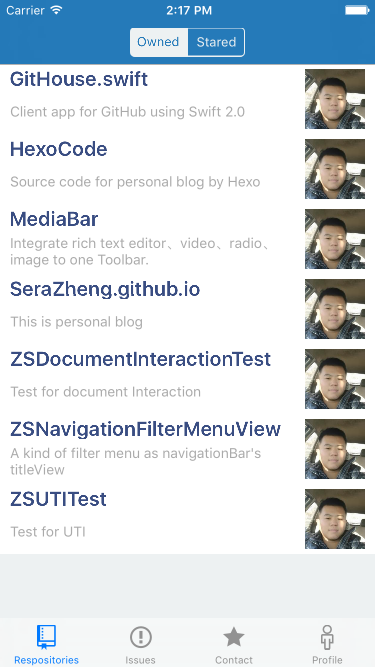 Carrier 2:17 PM
Owned Stared
GitHouse.swift
Client app for GitHub using Swift 2.0
HexoCode
Source code for personal blog by Hexo
MediaBar
Integrate rich text editor、video、radio、
image to one Toolbar.
SeraZheng.github.io
This is personal blog
ZSDocumentInteractionTest
Test for document Interaction
ZSNavigationFilterMenuView
A kind of filter menu as navigationBar's
titleView
ZSUTITest
Test for UTI
Respositories Issues Contact Profile